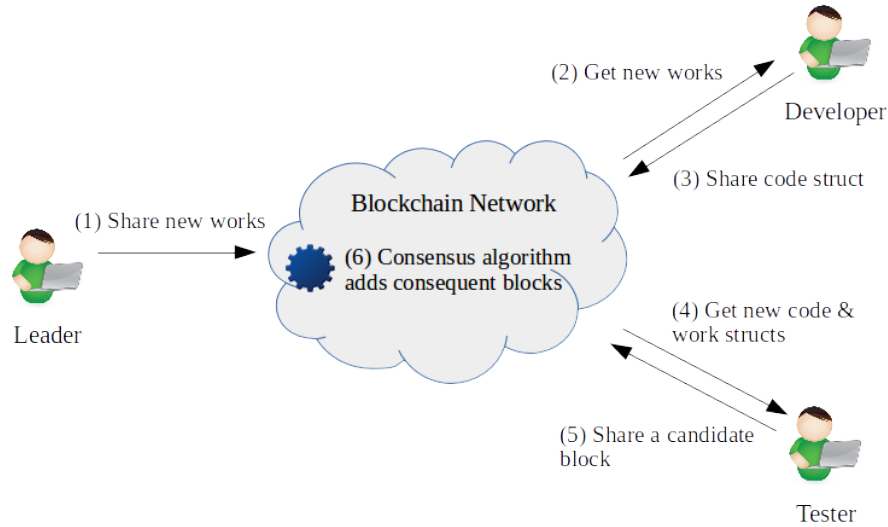 (2) Get new works
Developer
(3) Share code struct
Blockchain Network
(1) Share new works
(6) Consensus algorithm
adds consequent blocks
Leader
(4) Get new code &
work structs
(5) Share a candidate
block
Tester